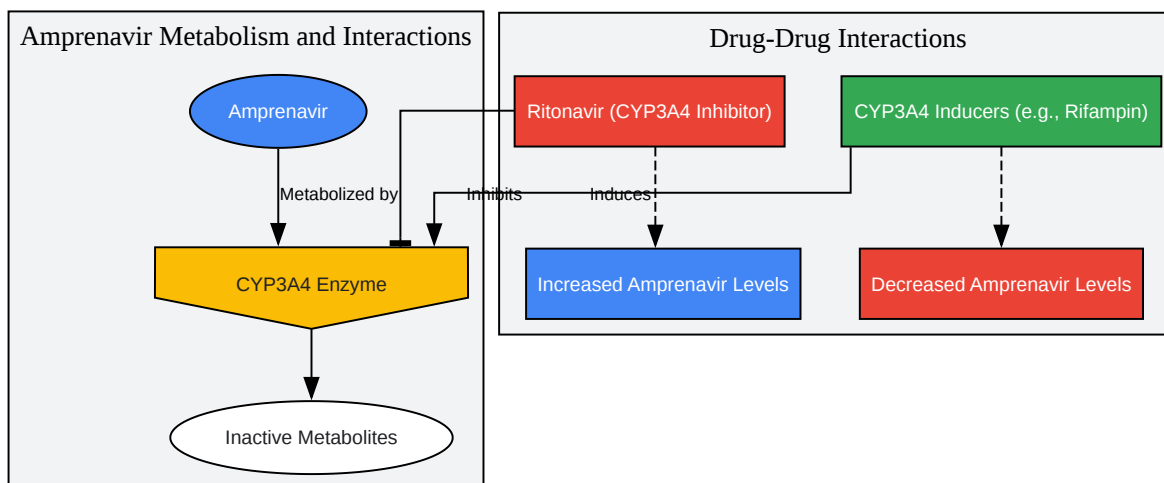 Amprenavir Metabolism and Interactions
Drug-Drug Interactions
Amprenavir
Ritonavir (CYP3A4 Inhibitor)
CYP3A4 Inducers (e.g., Rifampin)
Metabolized by
Inhibits
Induces
CYP3A4 Enzyme
Increased Amprenavir Levels
Decreased Amprenavir Levels
Inactive Metabolites